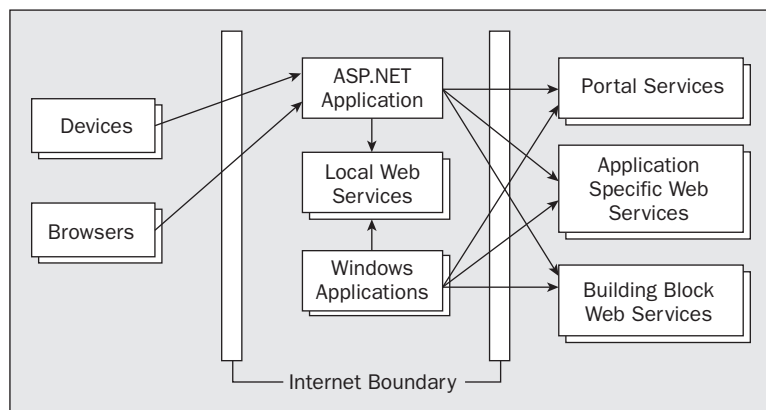 Devices
Browsers
ASP.NET
Application
Local Web
Services
Windows
Applications
Portal Services
Application
Specific Web
Services
Building Block
Web Services
Internet Boundary